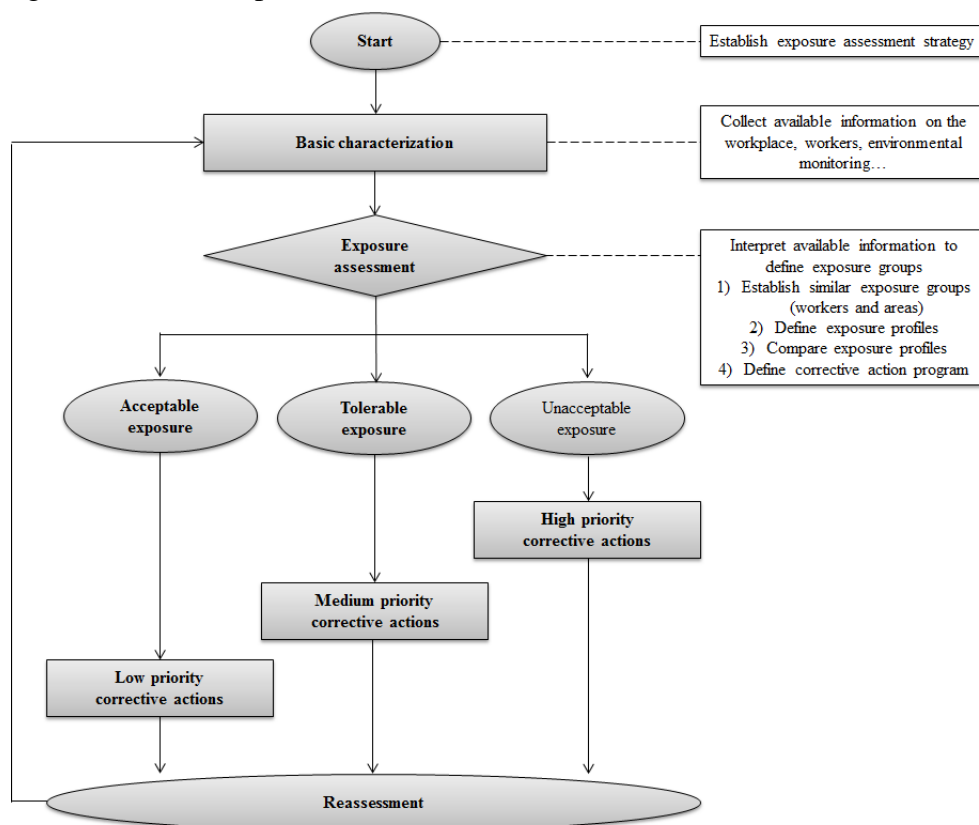 Start
Establish exposure assessment strategy
Basic characterization
Collect available information on the
workplace, workers, environmental
monitoring…
Exposure
assessment
Interpret available information to
define exposure groups
1) Establish similar exposure groups
(workers and areas)
2) Define exposure profiles
3) Compare exposure profiles
4) Define corrective action program
Acceptable
exposure
Tolerable
exposure
Unacceptable
exposure
High priority
corrective actions
Medium priority
corrective actions
Low priority
corrective actions
Reassessment